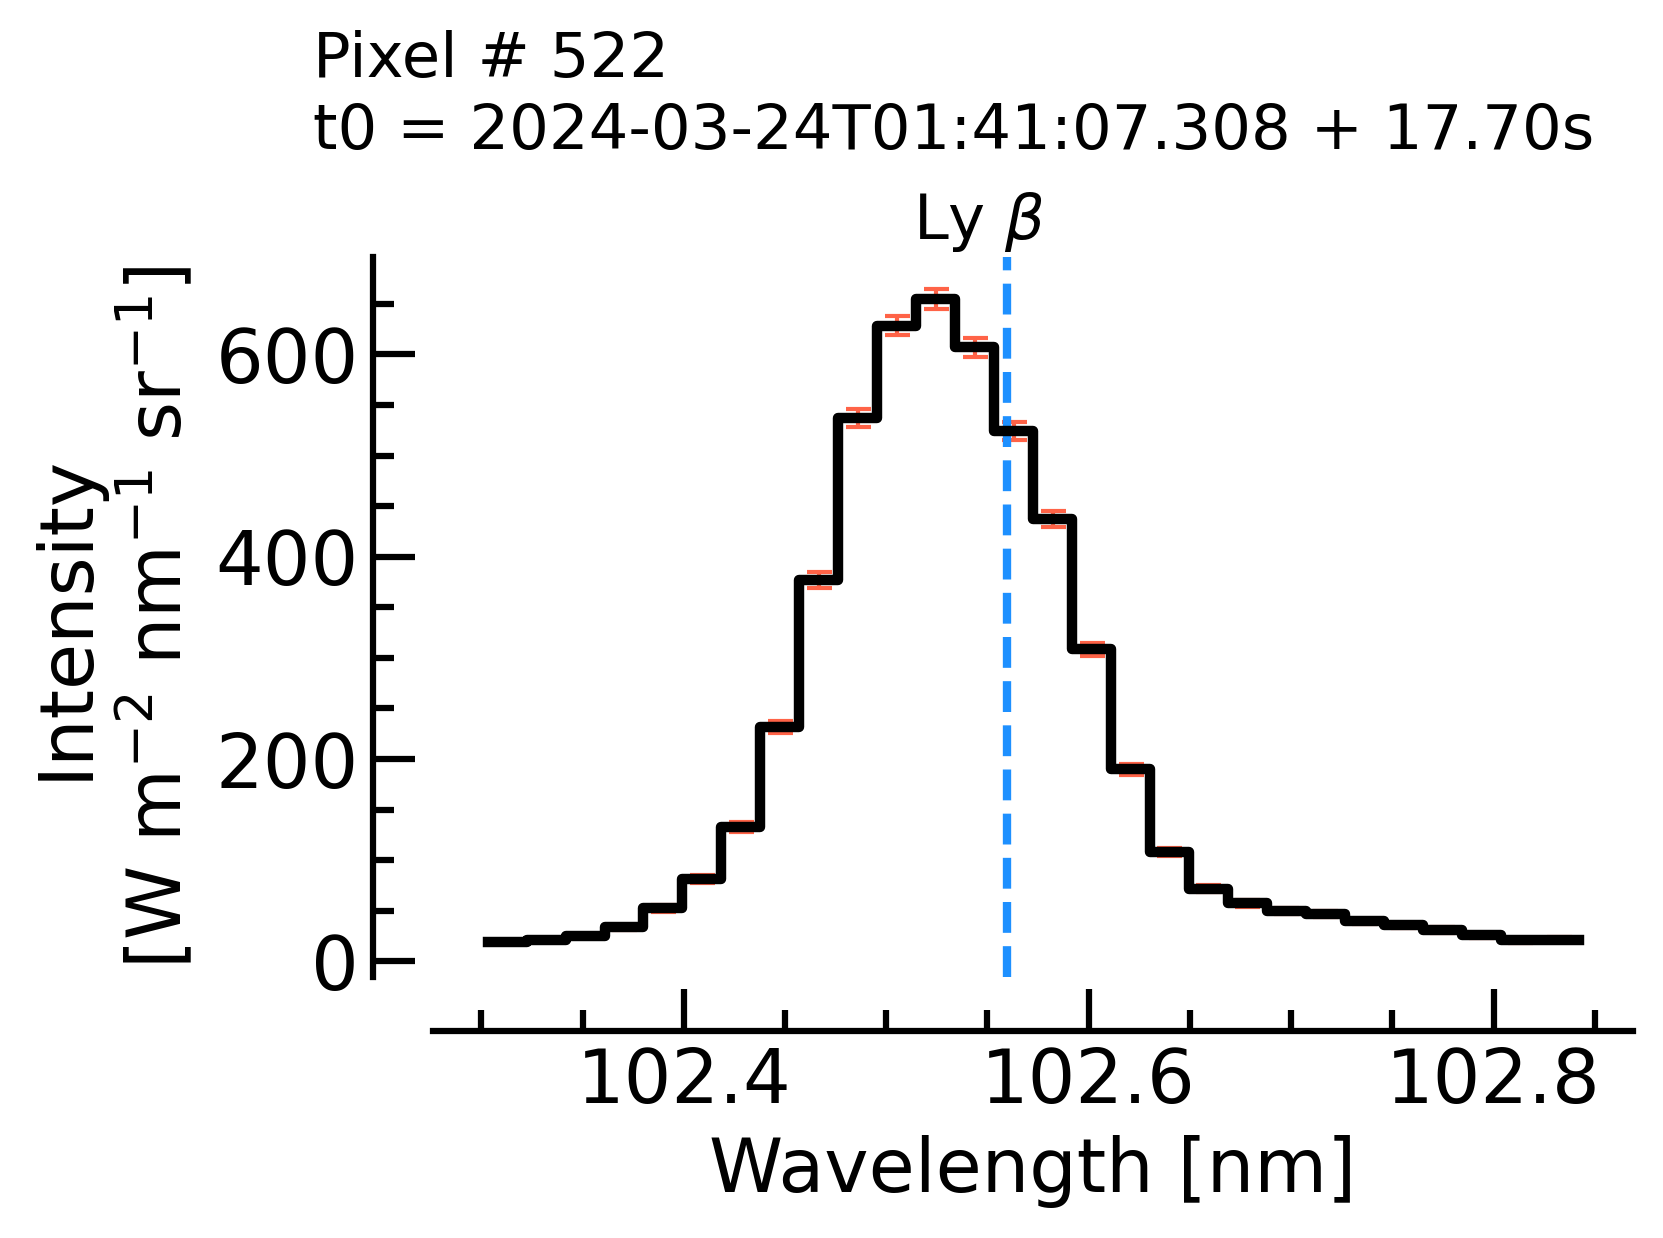 Pixel # 522
t0 = 2024-03-24T01:41:07.308 + 17.70s
Ly β
Intensity
[W m⁻² nm⁻¹ sr⁻¹]
600
400
200
0
102.4 102.6 102.8
Wavelength [nm]